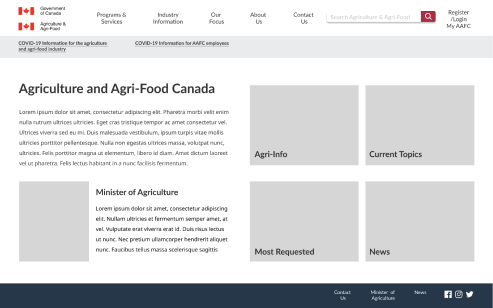 Government
of Canada
Agriculture &
Agri-Food
Programs &
Services
Industry
Information
Our
Focus
About
Us
Contact
Us
Search Agriculture & Agri-Food
Register
/Login
My AAFC
COVID-19 Information for the agriculture
and agri-food industry
COVID-19 Information for AAFC employees
Agriculture and Agri-Food Canada
Lorem ipsum dolor sit amet, consectetur adipiscing elit. Pharetra morbi velit enim
nulla rutrum ultrices ultricies. Eget cras tristique tempor ac amet consectetur vel.
Ultrices viverra sed eu mi. Duis malesuada vestibulum, ipsum turpis vitae mollis
ultricies porttitor pellentesque. Nulla non egestas ultrices massa, volutpat nunc,
ultricies. Felis porttitor magna ut elementum, libero id diam. Amat dictum laoreet
vel ut pharetra. Felis lectus habitant in a nunc facilisis fermentum.
Minister of Agriculture
Lorem ipsum dolor sit amet, consectetur adipiscing
elit. Nullam ultricies et fermentum semper amet, at
vel. Vulputate erat viverra erat id. Duis risus lectus
ut nunc. Nec pretium ullamcorper hendrerit aliquet
nunc. Faucibus tellus massa scelerisque sagittis
Agri-Info
Current Topics
Most Requested
News
Contact
Us
Minister of
Agriculture
News